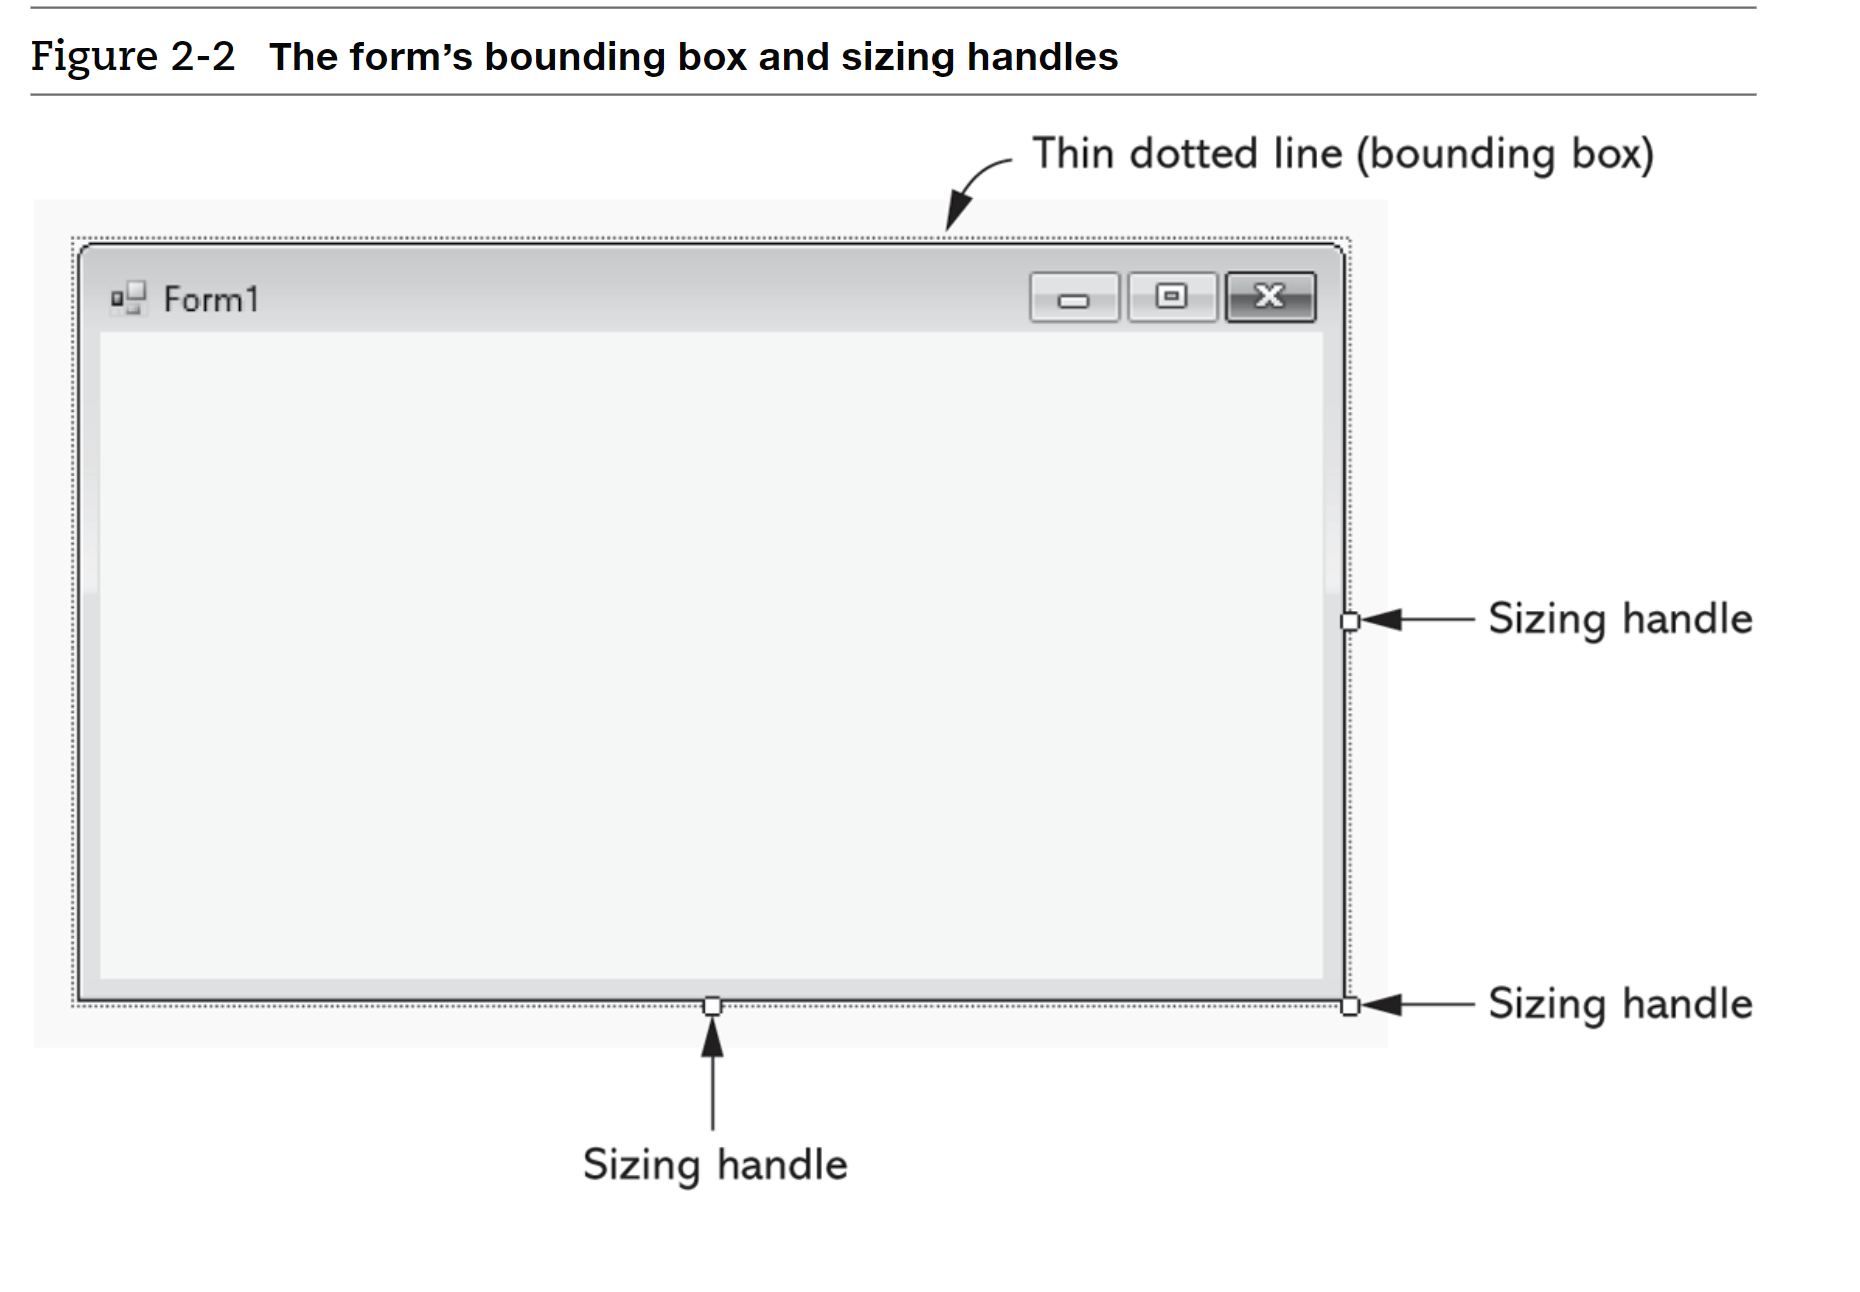 Figure 2-2 The form’s bounding box and sizing handles
Thin dotted line (bounding box)
Form1
Sizing handle
Sizing handle
Sizing handle